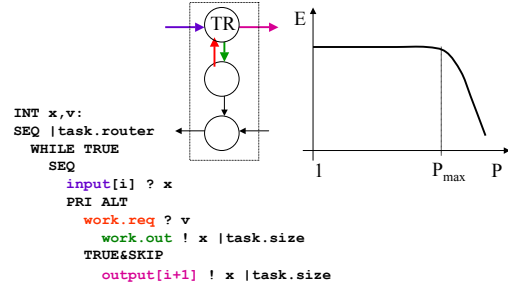 TR
E
1
Pmax
P
INT x,v:
SEQ |task.router
WHILE TRUE
SEQ
input[i] ? x
PRI ALT
work.req ? v
work.out ! x |task.size
TRUE&SKIP
output[i+1] ! x |task.size